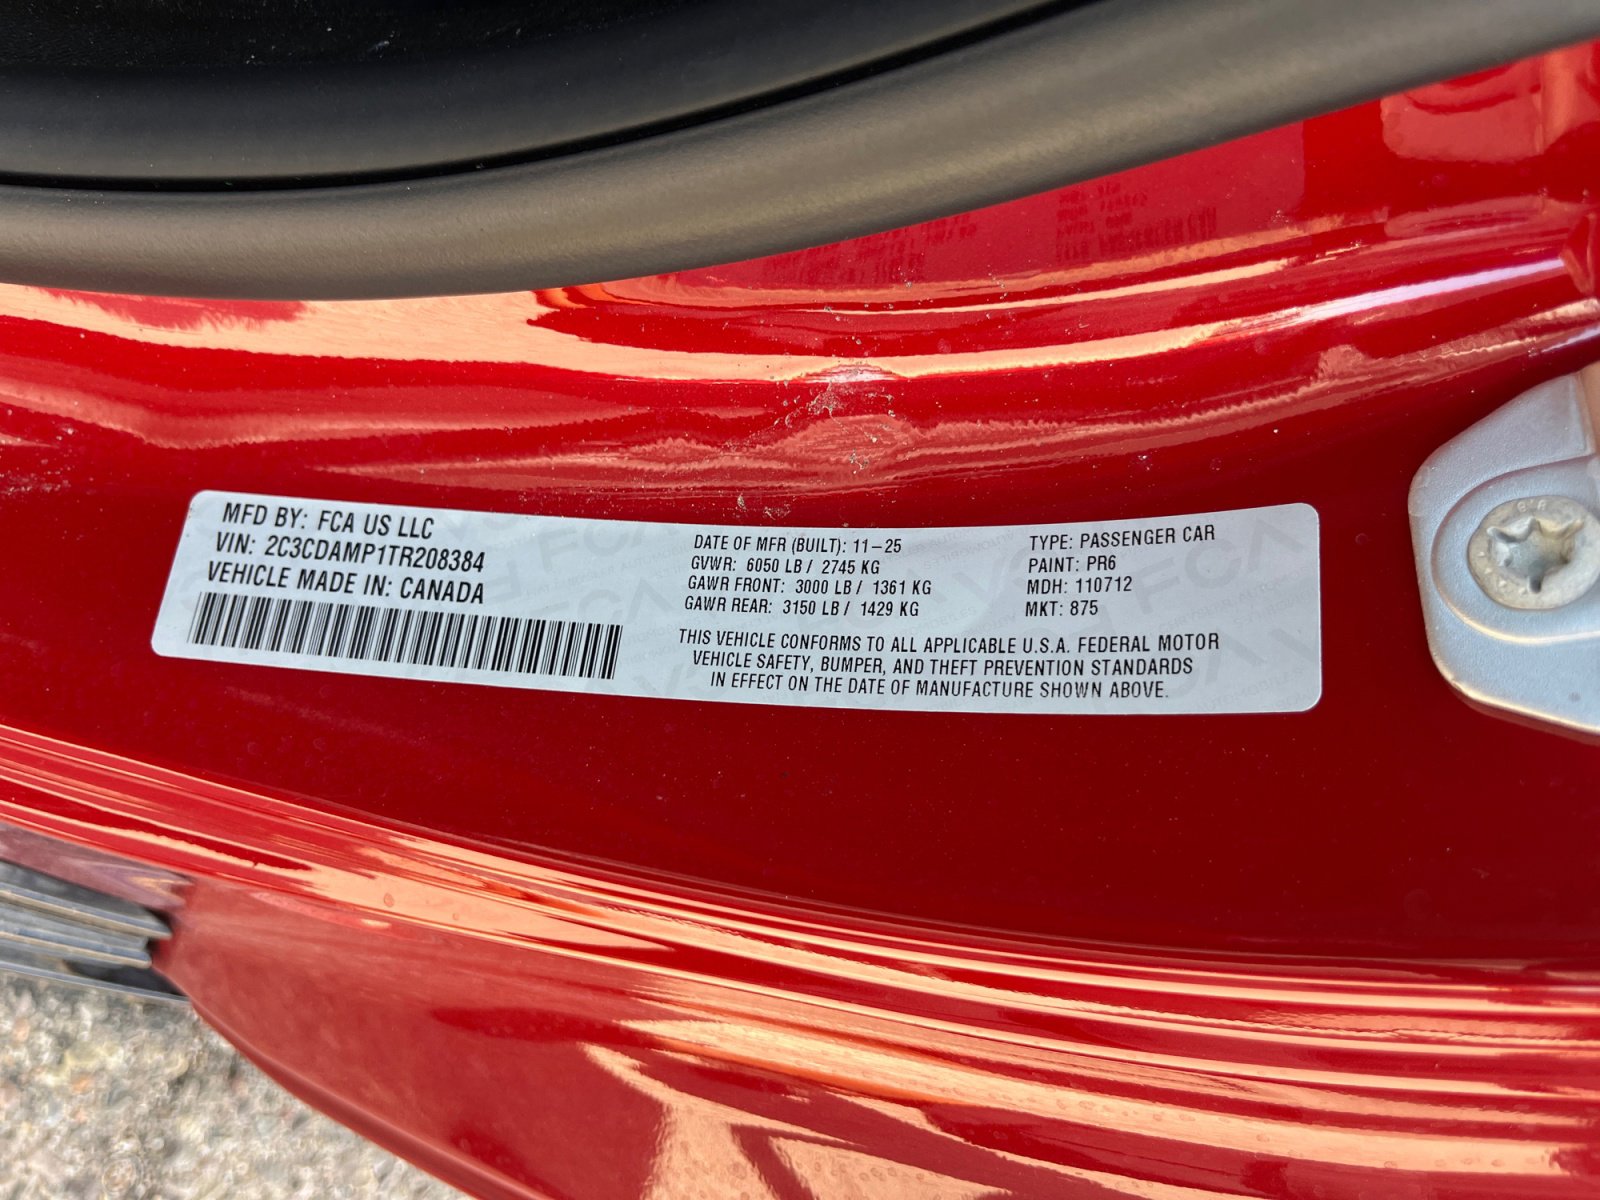 MFD BY: FCA US LLC
VIN: 2C3CDAMP1TR208384
VEHICLE MADE IN: CANADA
DATE OF MFR (BUILT): 11-25
GVWR: 6050 LB / 2745 KG
GAWR FRONT: 3000 LB / 1361 KG
GAWR REAR: 3150 LB / 1429 KG
TYPE: PASSENGER CAR
PAINT: PR6
MDH: 110712
MKT: 875
THIS VEHICLE CONFORMS TO ALL APPLICABLE U.S.A. FEDERAL MOTOR
VEHICLE SAFETY, BUMPER, AND THEFT PREVENTION STANDARDS
IN EFFECT ON THE DATE OF MANUFACTURE SHOWN ABOVE.